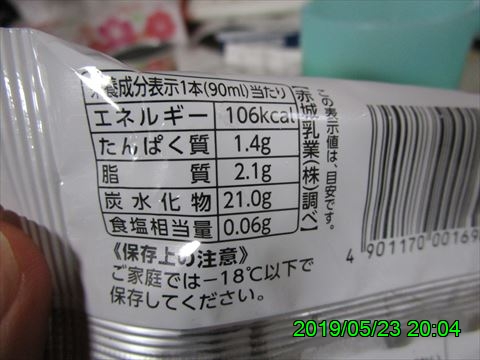 養成分表示1本(90ml)当たり
エネルギー 106kcal
たんぱく質 1.4g
脂質 2.1g
炭水化物 21.0g
食塩相当量 0.06g
この表示値は、目安です。
赤城乳業(株)調べ
《保存上の注意》
ご家庭では-18℃以下で
保存してください。
4 901170 00169
2019/05/23 20:04